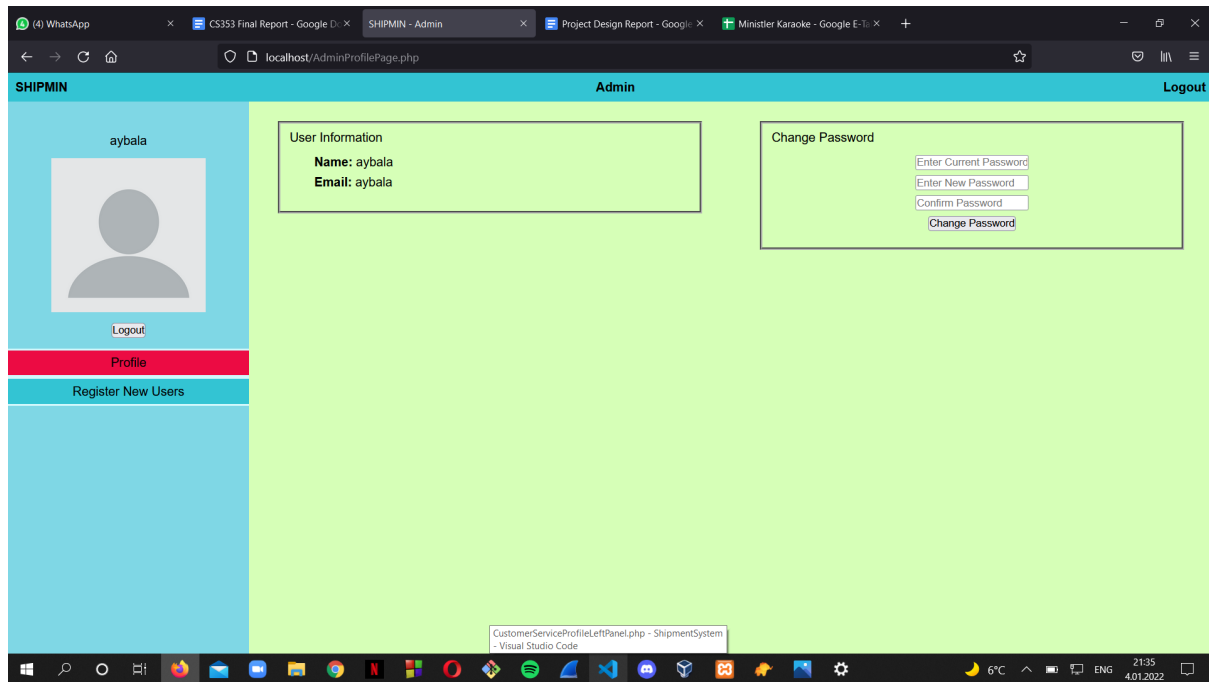 (4) WhatsApp
CS353 Final Report - Google Do
SHIPMIN - Admin
Project Design Report - Google
Ministler Karaoke - Google E-Ta
localhost/AdminProfilePage.php
SHIPMIN
Admin
Logout
aybala
Logout
Profile
Register New Users
User Information
Name: aybala
Email: aybala
Change Password
Enter Current Password
Enter New Password
Confirm Password
Change Password
CustomerServiceProfileLeftPanel.php - ShipmentSystem
- Visual Studio Code
6°C
ENG
21:35
4.01.2022